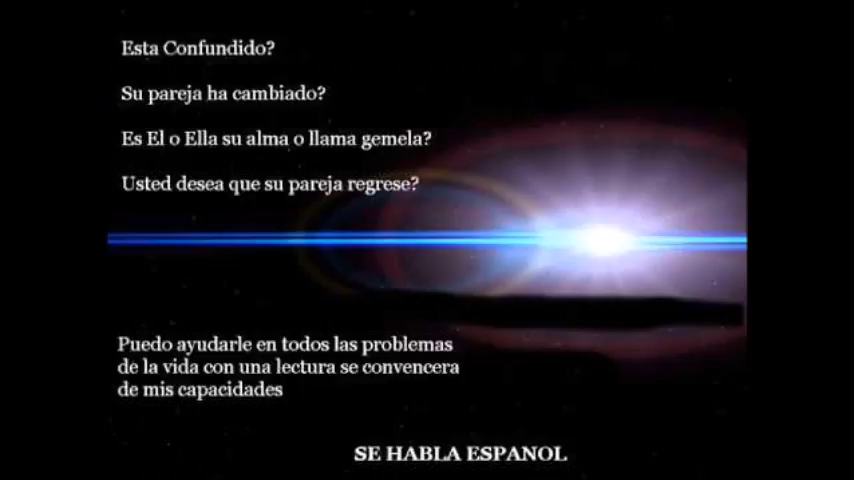 Esta Confundido?
Su pareja ha cambiado?
Es El o Ella su alma o llama gemela?
Usted desea que su pareja regrese?
Puedo ayudarle en todos las problemas
de la vida con una lectura se convencera
de mis capacidades
SE HABLA ESPANOL